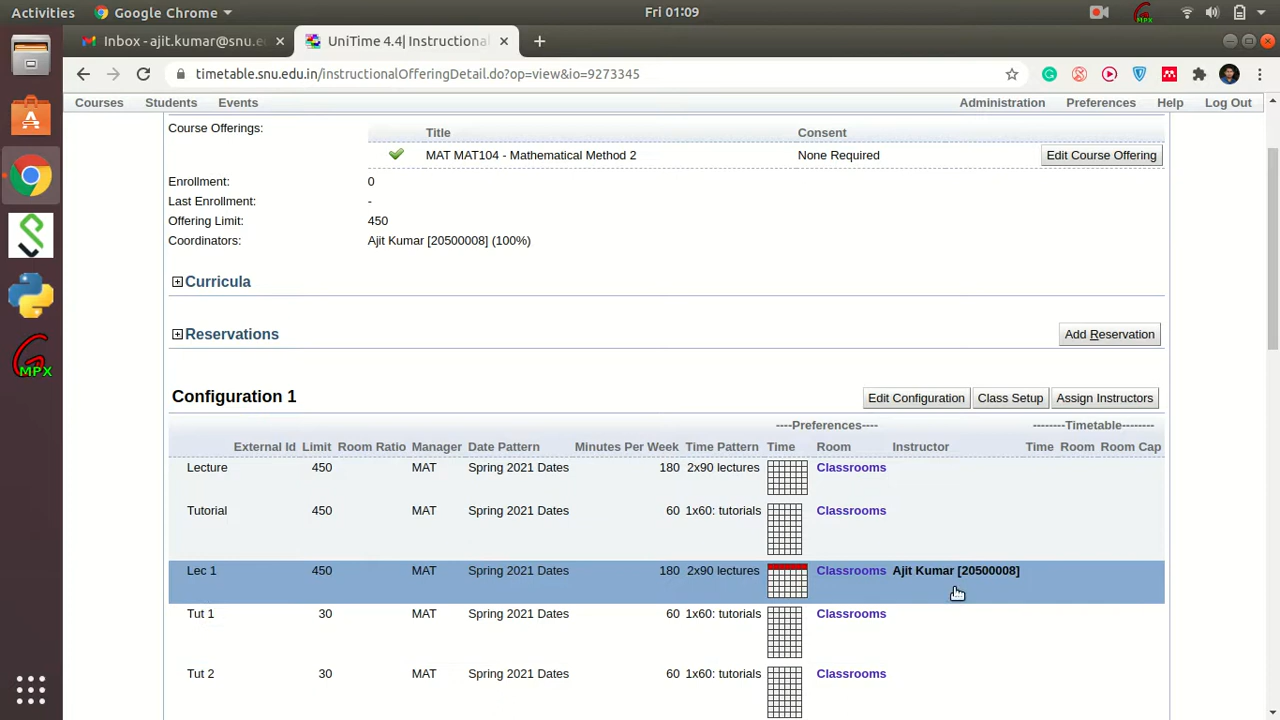 Activities Google Chrome Fri 01:09
Inbox - ajit.kumar@snu.e UniTime 4.4| Instructional
timetable.snu.edu.in/instructionalOfferingDetail.do?op=view&io=9273345
Courses Students Events Administration Preferences Help Log Out
Course Offerings: Title Consent
MAT MAT104 - Mathematical Method 2 None Required Edit Course Offering
Enrollment: 0
Last Enrollment: -
Offering Limit: 450
Coordinators: Ajit Kumar [20500008] (100%)
Curricula
Reservations Add Reservation
Configuration 1 Edit Configuration Class Setup Assign Instructors
----Preferences---- --------Timetable--------
External Id Limit Room Ratio Manager Date Pattern Minutes Per Week Time Pattern Time Room Instructor Time Room Room Cap
Lecture 450 MAT Spring 2021 Dates 180 2x90 lectures Classrooms
Tutorial 450 MAT Spring 2021 Dates 60 1x60: tutorials Classrooms
Lec 1 450 MAT Spring 2021 Dates 180 2x90 lectures Classrooms Ajit Kumar [20500008]
Tut 1 30 MAT Spring 2021 Dates 60 1x60: tutorials Classrooms
Tut 2 30 MAT Spring 2021 Dates 60 1x60: tutorials Classrooms
MPX